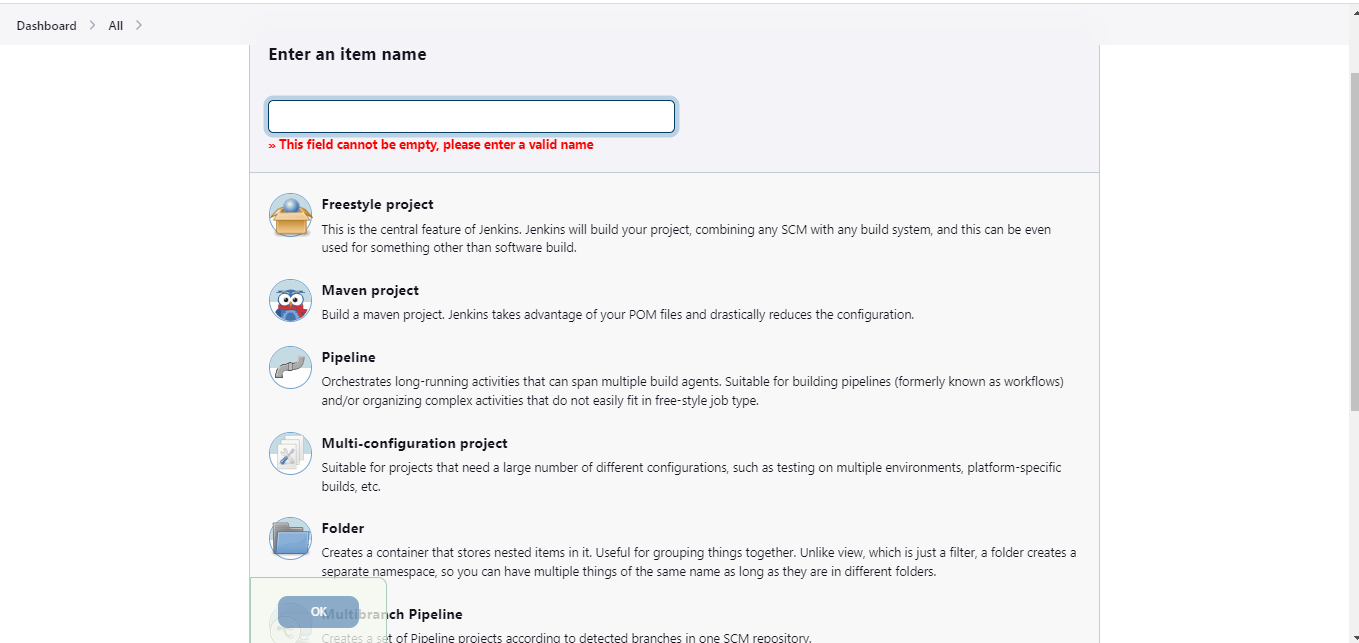 Dashboard > All >
Enter an item name
» This field cannot be empty, please enter a valid name
Freestyle project
This is the central feature of Jenkins. Jenkins will build your project, combining any SCM with any build system, and this can be even
used for something other than software build.
Maven project
Build a maven project. Jenkins takes advantage of your POM files and drastically reduces the configuration.
Pipeline
Orchestrates long-running activities that can span multiple build agents. Suitable for building pipelines (formerly known as workflows)
and/or organizing complex activities that do not easily fit in free-style job type.
Multi-configuration project
Suitable for projects that need a large number of different configurations, such as testing on multiple environments, platform-specific
builds, etc.
Folder
Creates a container that stores nested items in it. Useful for grouping things together. Unlike view, which is just a filter, a folder creates a
separate namespace, so you can have multiple things of the same name as long as they are in different folders.
OK
Multibranch Pipeline
Creates a set of Pipeline projects according to detected branches in one SCM repository.